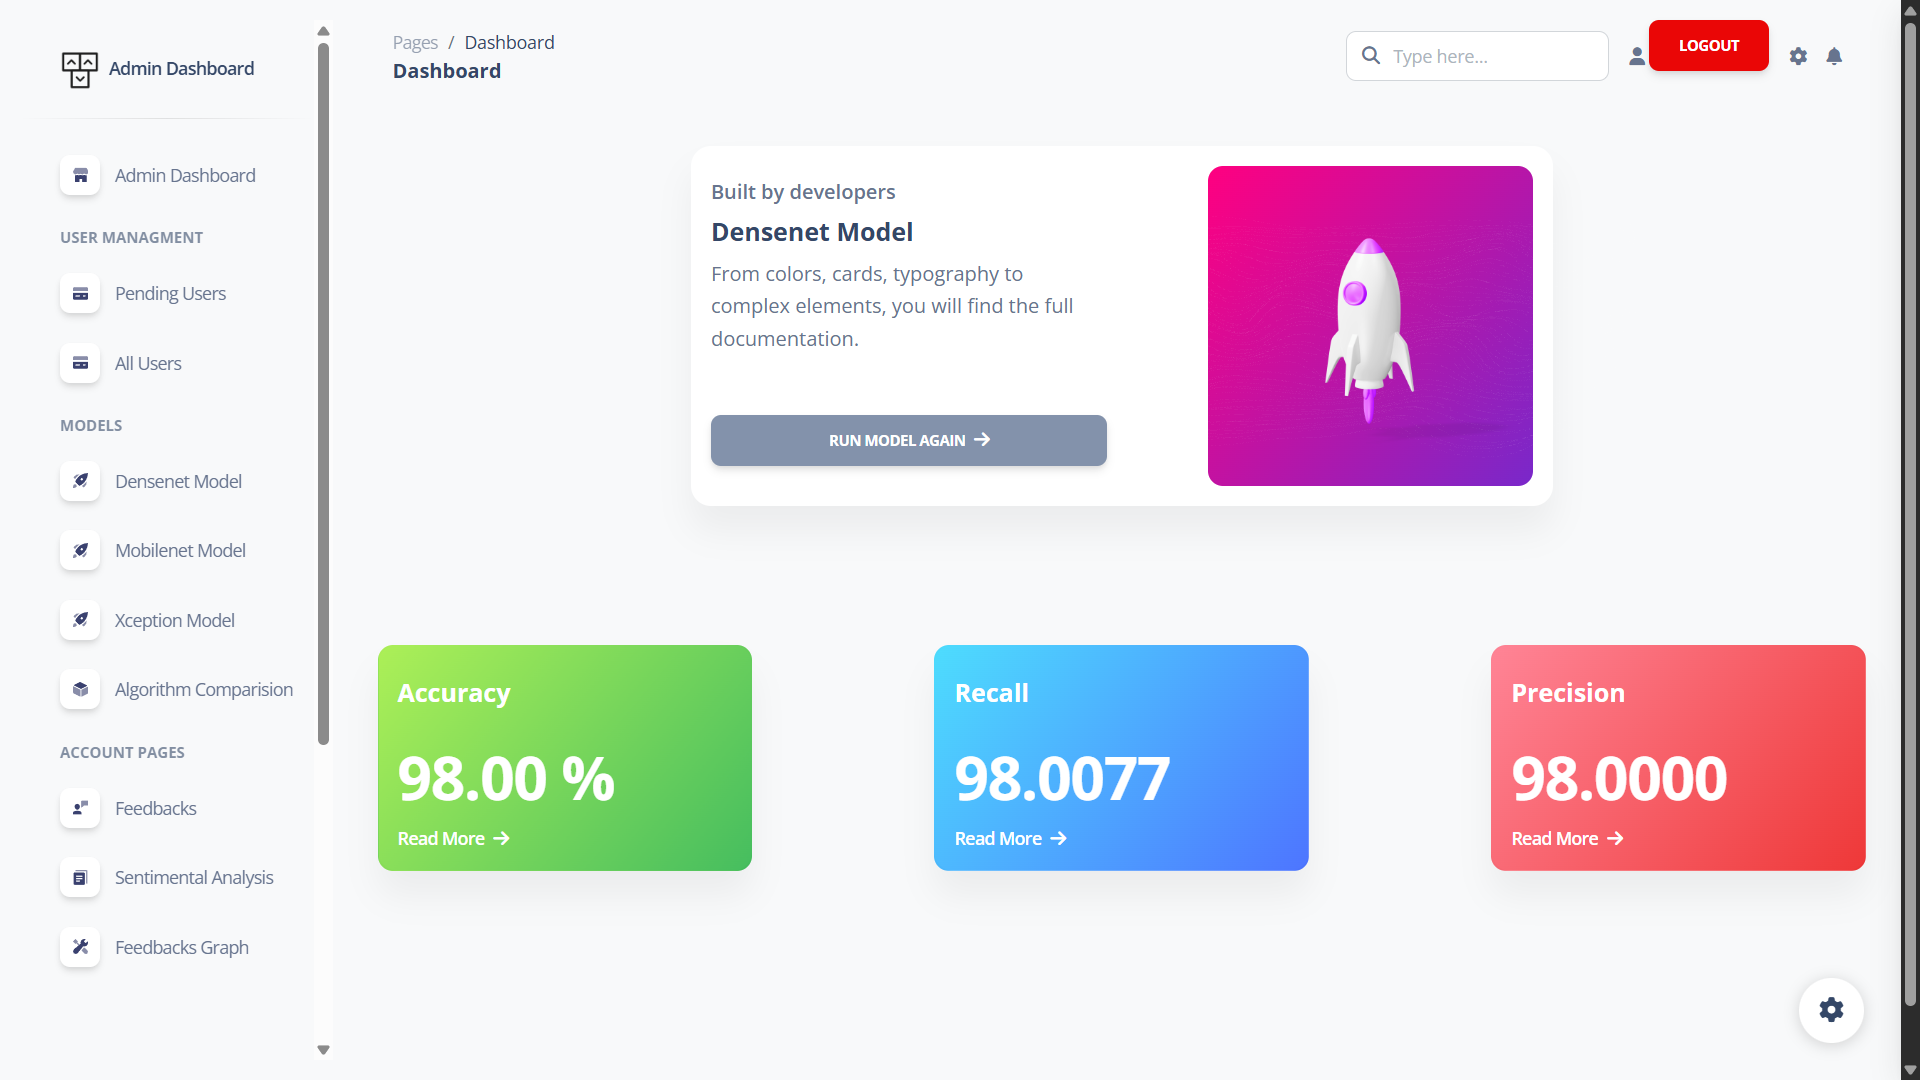 Admin Dashboard
Admin Dashboard
USER MANAGMENT
Pending Users
All Users
MODELS
Densenet Model
Mobilenet Model
Xception Model
Algorithm Comparision
ACCOUNT PAGES
Feedbacks
Sentimental Analysis
Feedbacks Graph
Pages / Dashboard
Dashboard
Type here...
LOGOUT
Built by developers
Densenet Model
From colors, cards, typography to
complex elements, you will find the full
documentation.
RUN MODEL AGAIN
Accuracy
98.00 %
Read More
Recall
98.0077
Read More
Precision
98.0000
Read More